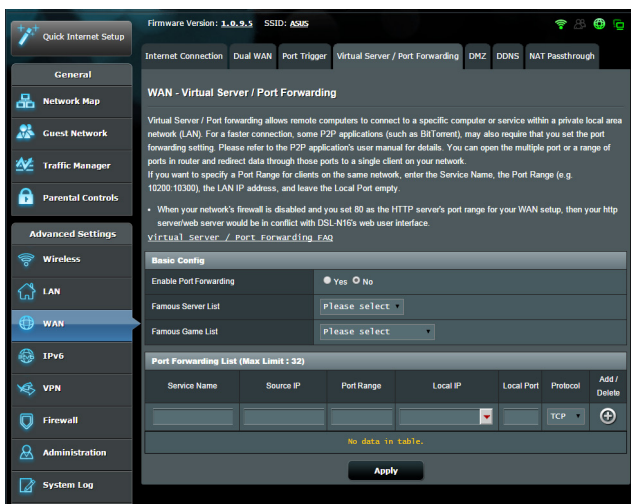 Firmware Version: 1.0.9.5 SSID: ASUS
Quick Internet Setup
General
Network Map
Guest Network
Traffic Manager
Parental Controls
Advanced Settings
Wireless
LAN
WAN
IPv6
VPN
Firewall
Administration
System Log
Internet Connection
Dual WAN
Port Trigger
Virtual Server / Port Forwarding
DMZ
DDNS
NAT Passthrough
WAN - Virtual Server / Port Forwarding
Virtual Server / Port forwarding allows remote computers to connect to a specific computer or service within a private local area
network (LAN). For a faster connection, some P2P applications (such as BitTorrent), may also require that you set the port
forwarding setting. Please refer to the P2P application's user manual for details. You can open the multiple port or a range of
ports in router and redirect data through those ports to a single client on your network.
If you want to specify a Port Range for clients on the same network, enter the Service Name, the Port Range (e.g.
10200:10300), the LAN IP address, and leave the Local Port empty.
• When your network's firewall is disabled and you set 80 as the HTTP server's port range for your WAN setup, then your http
server/web server would be in conflict with DSL-N16's web user interface.
Virtual Server / Port Forwarding FAQ
Basic Config
Enable Port Forwarding Yes No
Famous Server List Please select
Famous Game List Please select
Port Forwarding List (Max Limit : 32)
Service Name Source IP Port Range Local IP Local Port Protocol Add / Delete
TCP
No data in table.
Apply